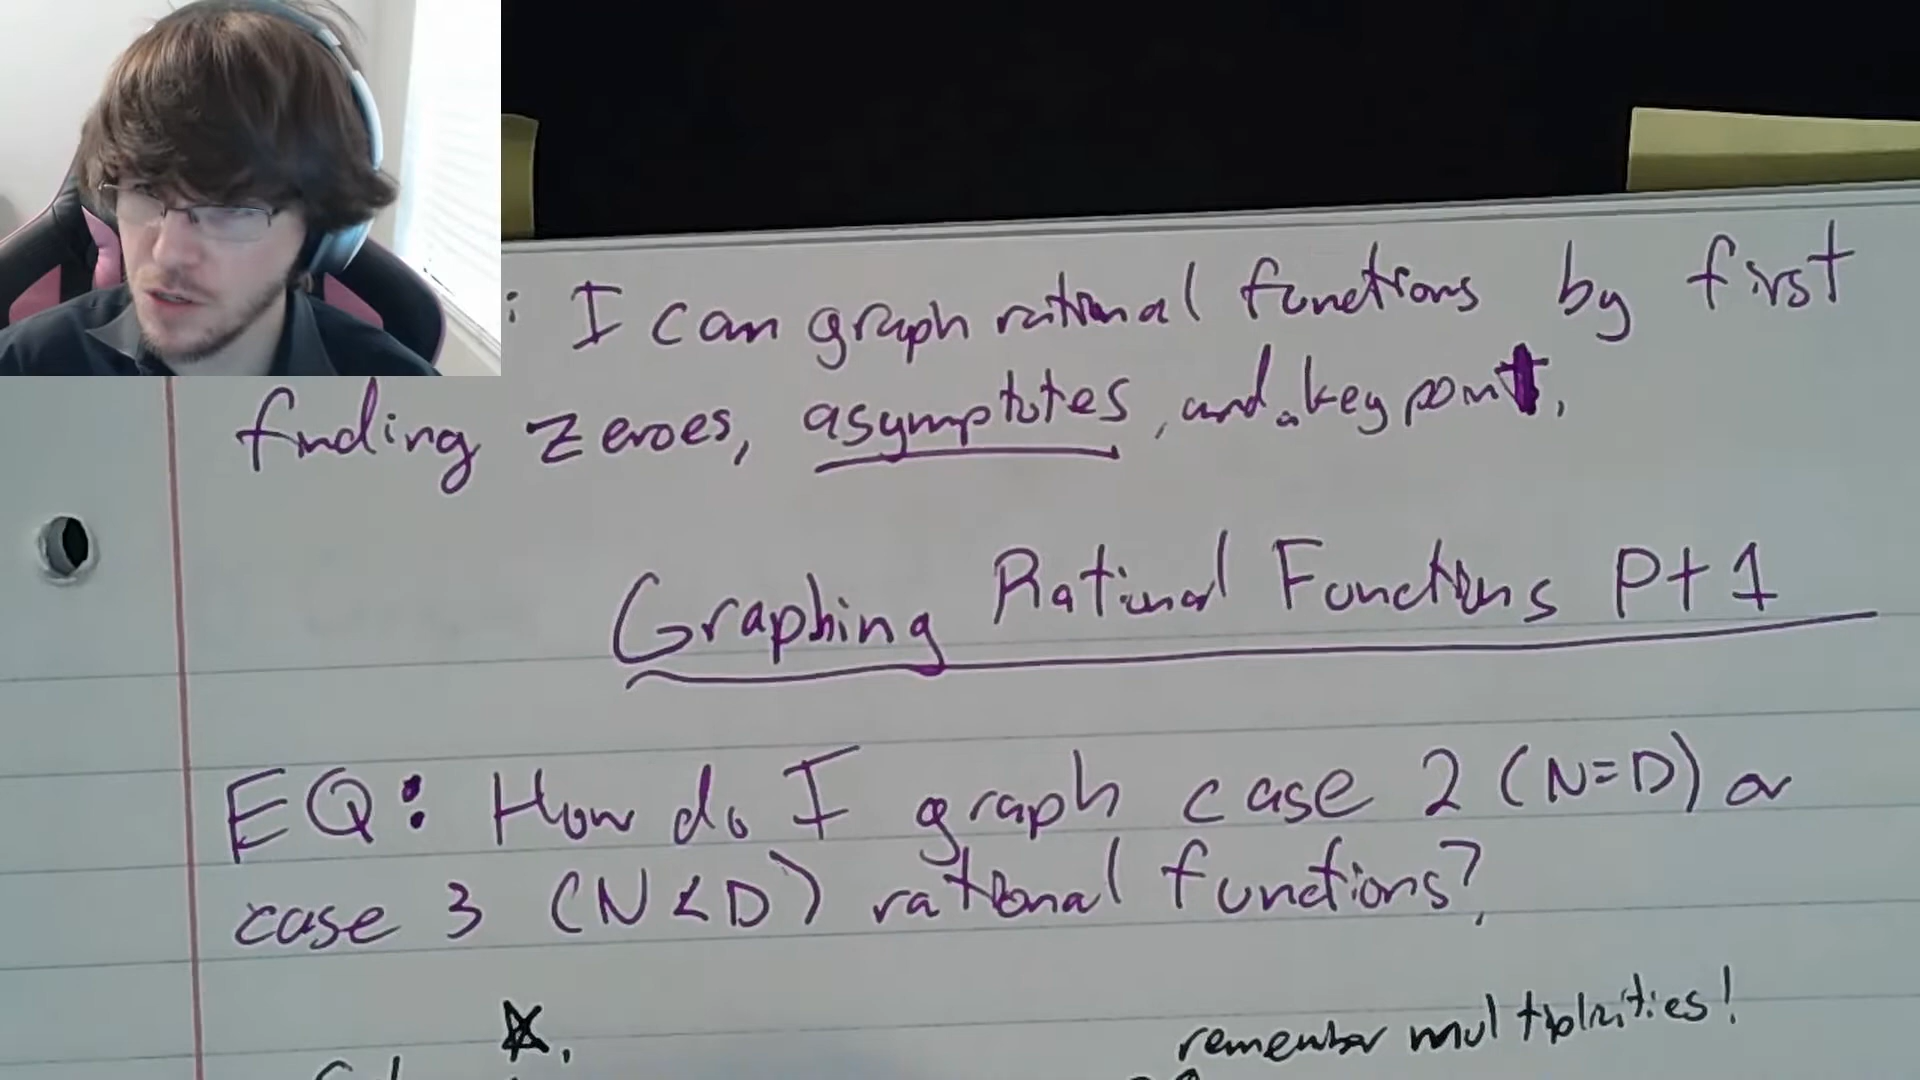 : I can graph rational functions by first
finding zeroes, asymptotes, and a key point.
Graphing Rational Functions Pt 1
EQ: How do I graph case 2 (N=D) or
case 3 (N<D) rational functions?
remember multiplicities!